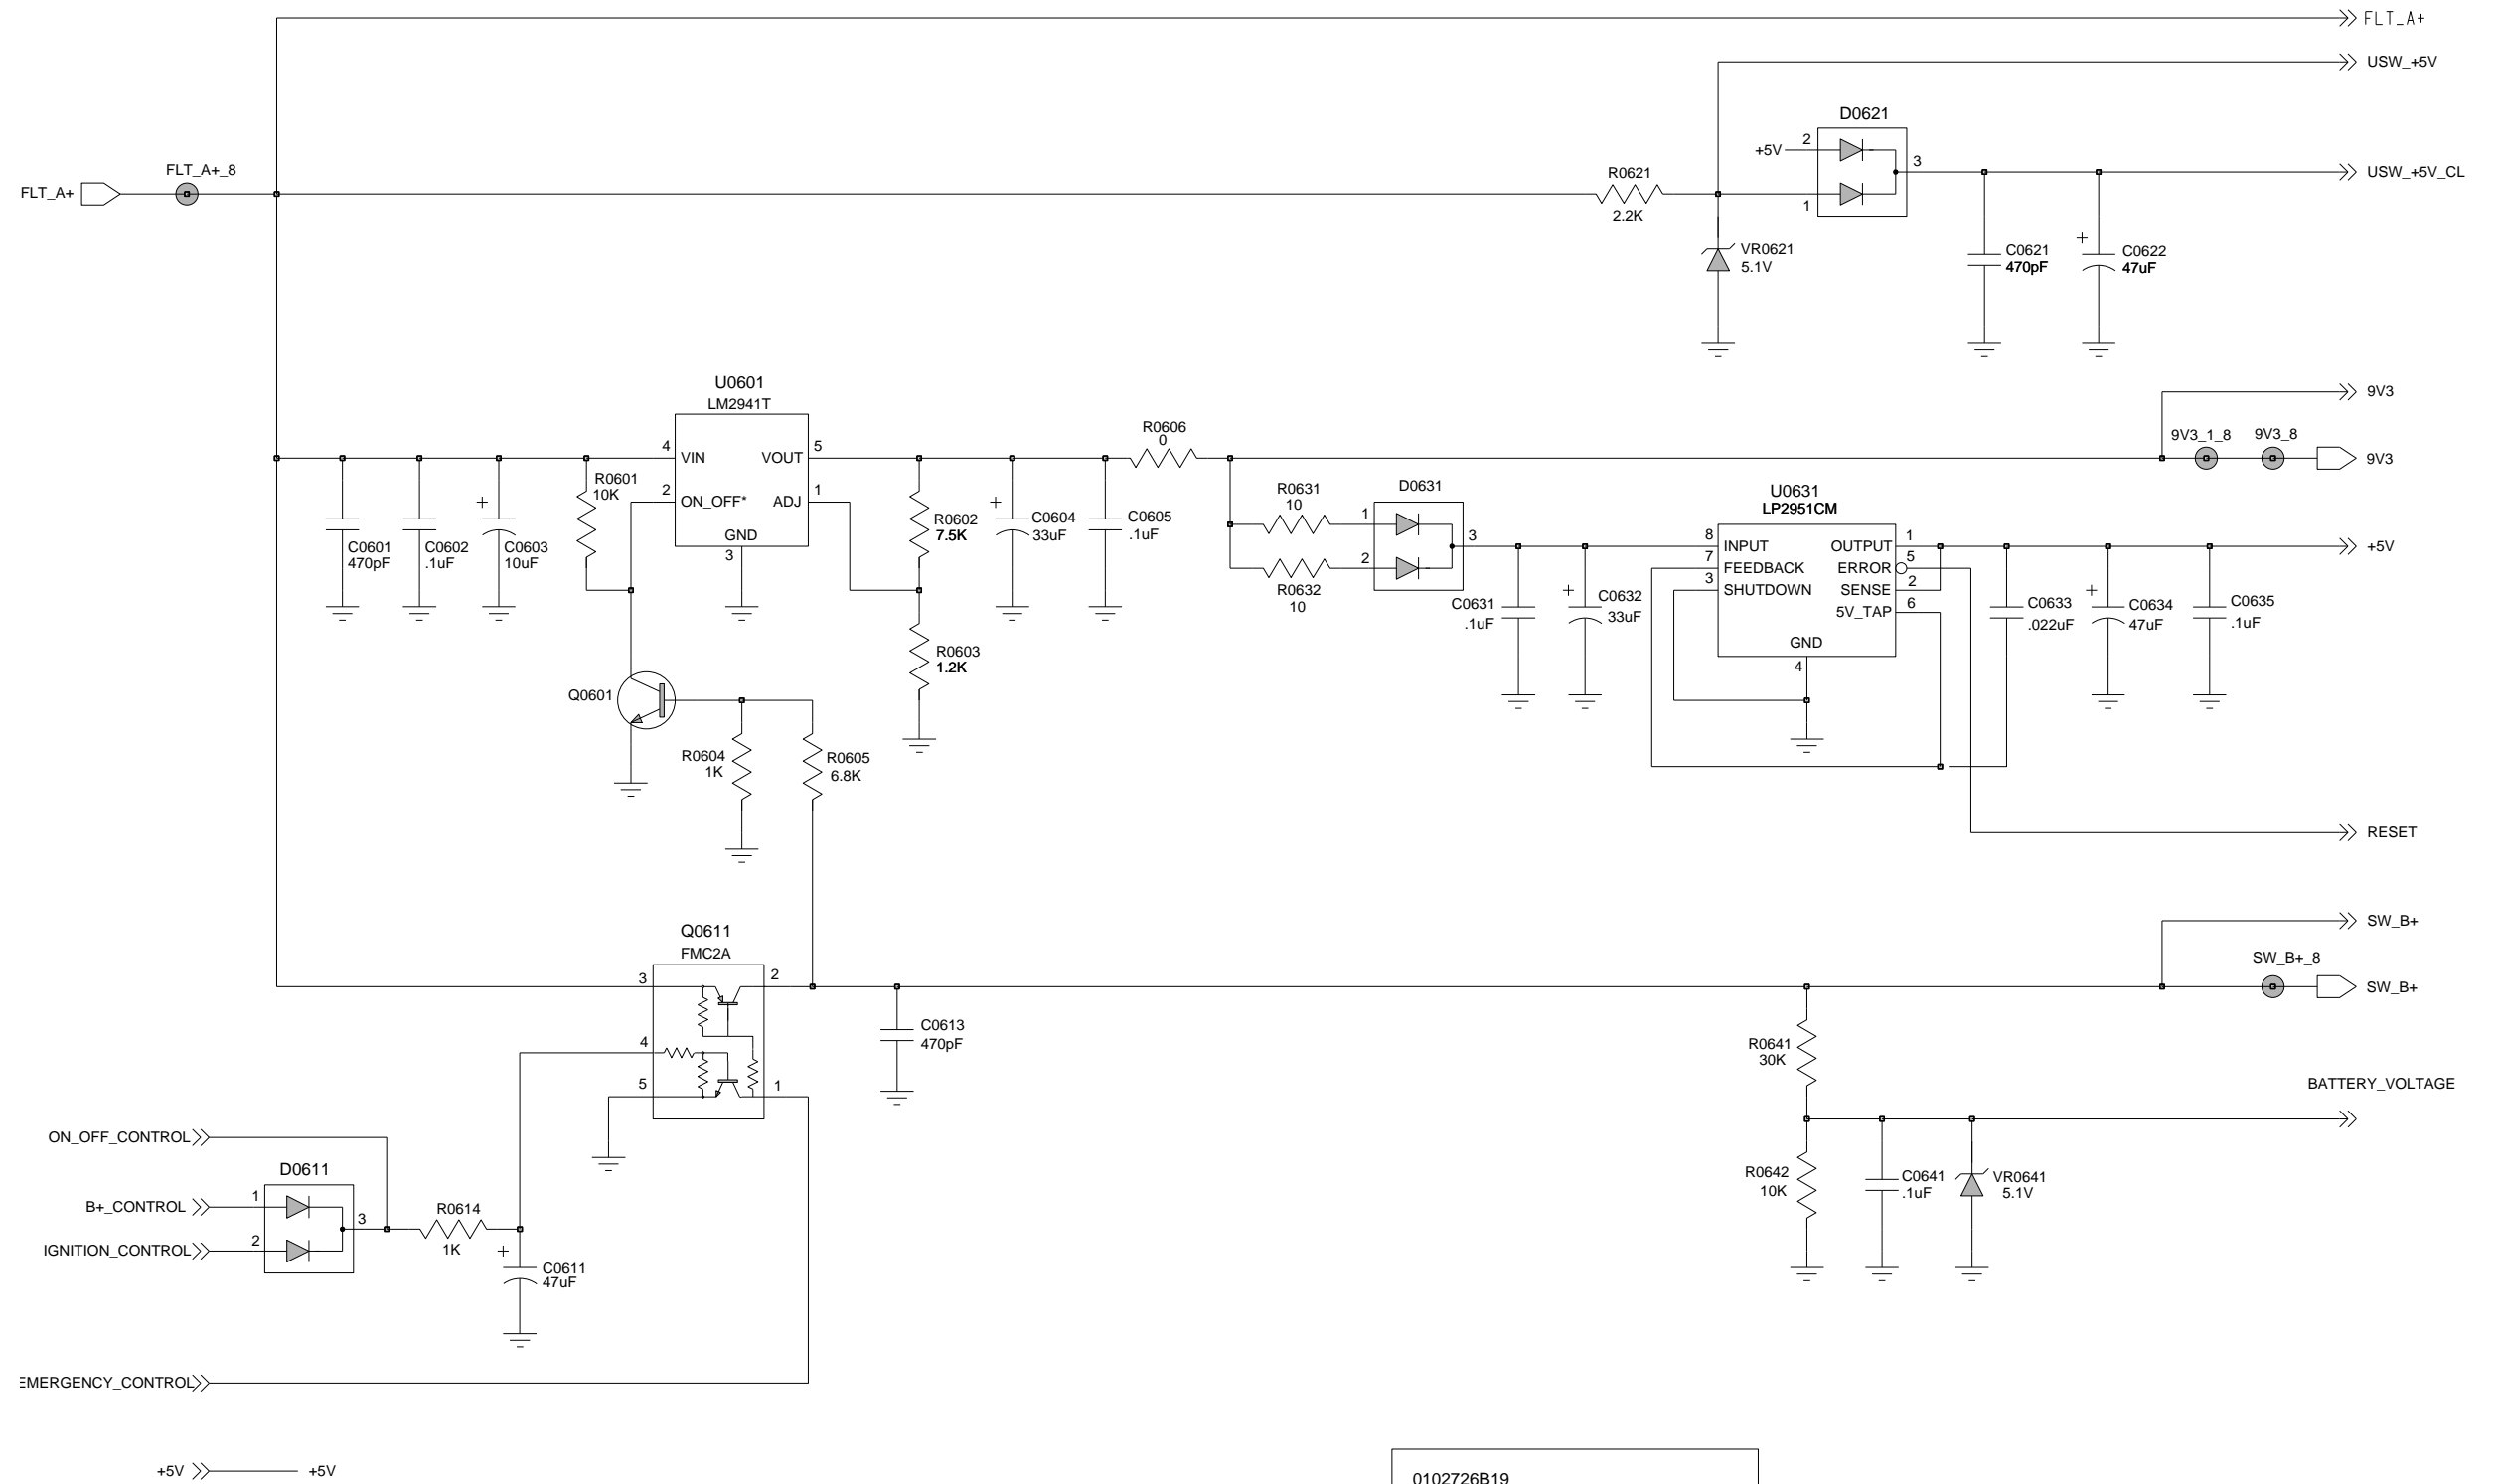 FLT_A+
USW_+5V
D0621
+5V
2
3
1
USW_+5V_CL
FLT_A+
FLT_A+_8
R0621
2.2K
VR0621
5.1V
C0621
470pF
+
C0622
47uF
U0601
LM2941T
4
VIN
VOUT
5
2
ON_OFF*
ADJ
1
GND
3
R0601
10K
C0601
470pF
C0602
.1uF
+
C0603
10uF
R0602
7.5K
+
C0604
33uF
C0605
.1uF
R0606
0
9V3
9V3_1_8
9V3_8
9V3
R0631
10
R0632
10
D0631
1
2
3
C0631
.1uF
+
C0632
33uF
U0631
LP2951CM
8
INPUT
OUTPUT
1
7
FEEDBACK
ERROR
5
3
SHUTDOWN
SENSE
2
5V_TAP
6
GND
4
+5V
C0633
.022uF
+
C0634
47uF
C0635
.1uF
R0603
1.2K
Q0601
R0604
1K
R0605
6.8K
RESET
Q0611
FMC2A
3
2
4
5
1
C0613
470pF
SW_B+
SW_B+_8
SW_B+
R0641
30K
BATTERY_VOLTAGE
R0642
10K
C0641
.1uF
VR0641
5.1V
ON_OFF_CONTROL
D0611
B+_CONTROL
1
3
IGNITION_CONTROL
2
R0614
1K
+
C0611
47uF
EMERGENCY_CONTROL
+5V
+5V
0102726B19